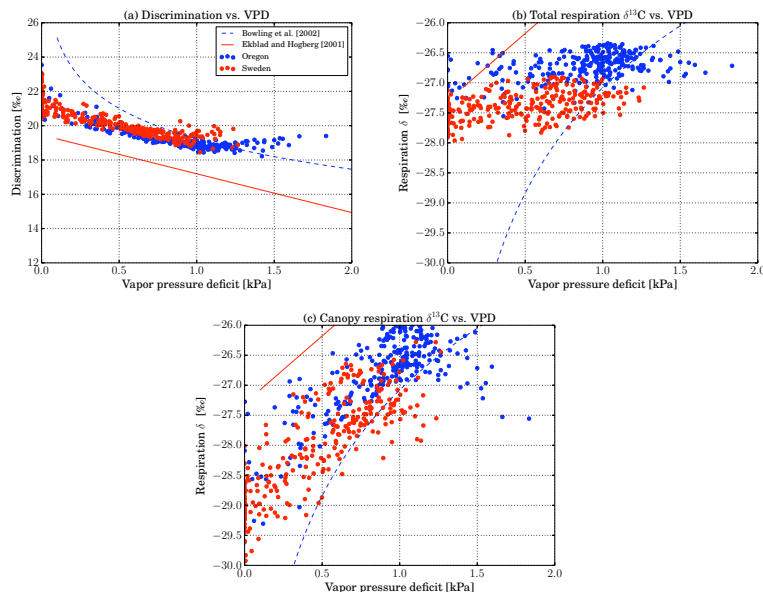 (a) Discrimination vs. VPD
Bowling et al. [2002]
Ekblad and Hogberg [2001]
Oregon
Sweden
26
24
22
20
18
16
14
12
0.0 0.5 1.0 1.5 2.0
Discrimination [‰]
Vapor pressure deficit [kPa]
(b) Total respiration δ¹³C vs. VPD
−26.0
−26.5
−27.0
−27.5
−28.0
−28.5
−29.0
−29.5
−30.0
0.0 0.5 1.0 1.5 2.0
Respiration δ [‰]
Vapor pressure deficit [kPa]
(c) Canopy respiration δ¹³C vs. VPD
−26.0
−26.5
−27.0
−27.5
−28.0
−28.5
−29.0
−29.5
−30.0
0.0 0.5 1.0 1.5 2.0
Respiration δ [‰]
Vapor pressure deficit [kPa]